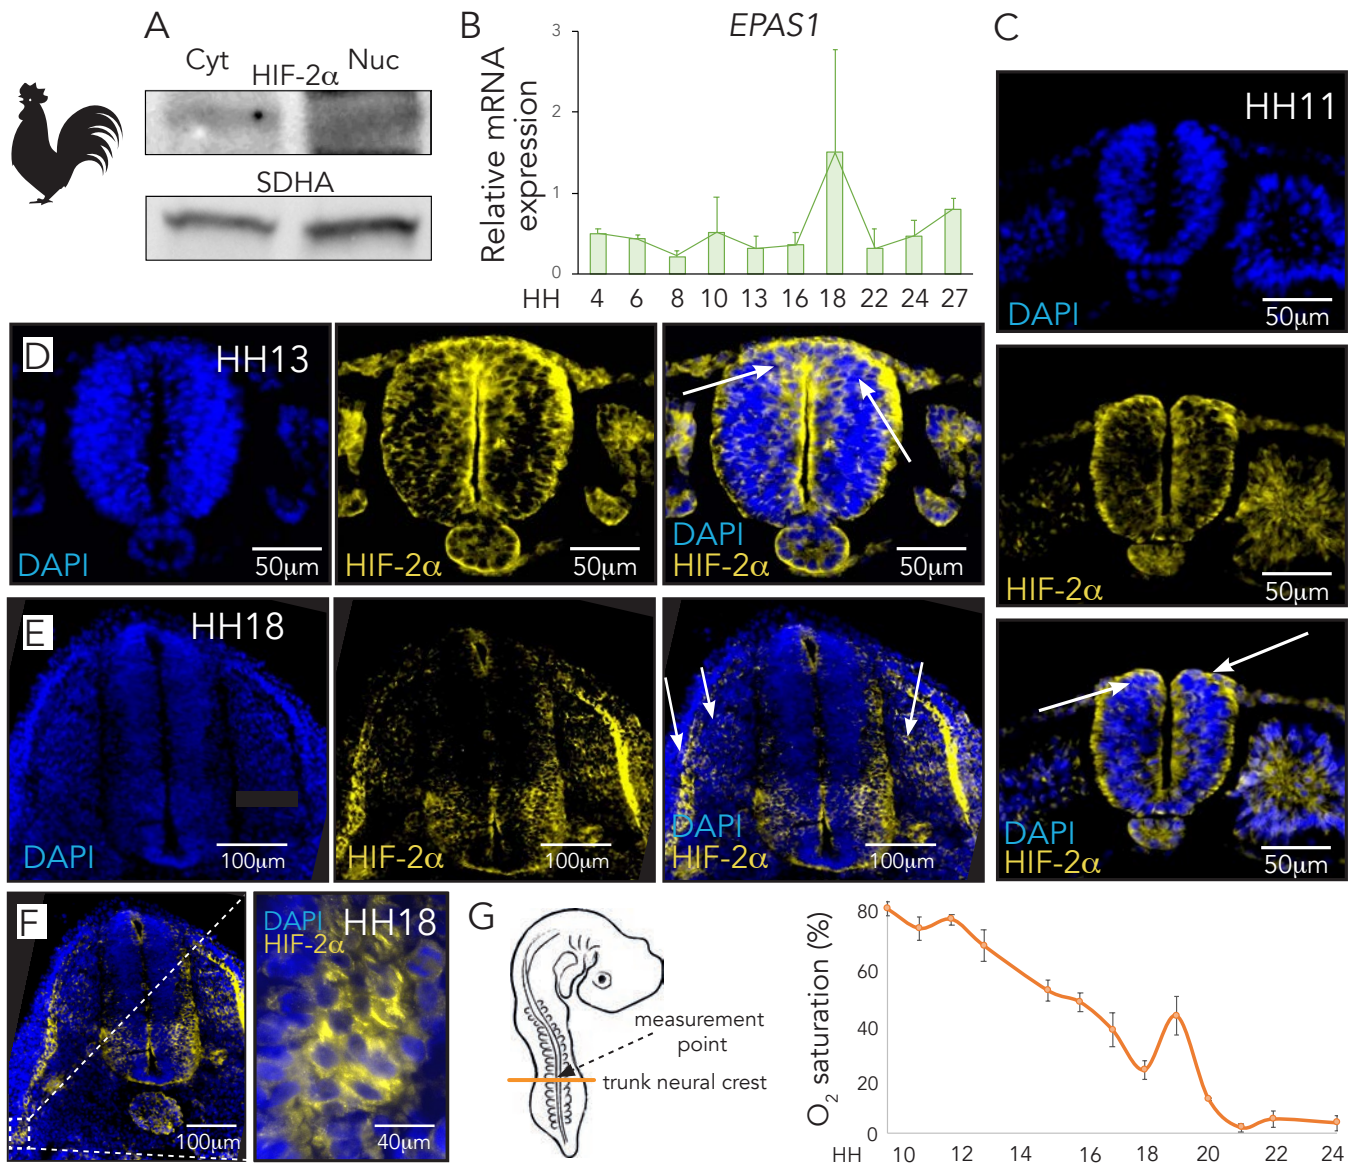 A
Cyt
HIF-2α
Nuc
SDHA
B
EPAS1
Relative mRNA
expression
3
2
1
0
HH 4 6 8 10 13 16 18 22 24 27
C
HH11
DAPI
50μm
HIF-2α
50μm
DAPI
HIF-2α
50μm
D
HH13
DAPI
50μm
HIF-2α
50μm
DAPI
HIF-2α
50μm
E
HH18
DAPI
100μm
HIF-2α
100μm
DAPI
HIF-2α
100μm
F
100μm
DAPI
HIF-2α
HH18
40μm
G
measurement
point
trunk neural crest
O2 saturation (%)
80
60
40
20
0
HH 10 12 14 16 18 20 22 24